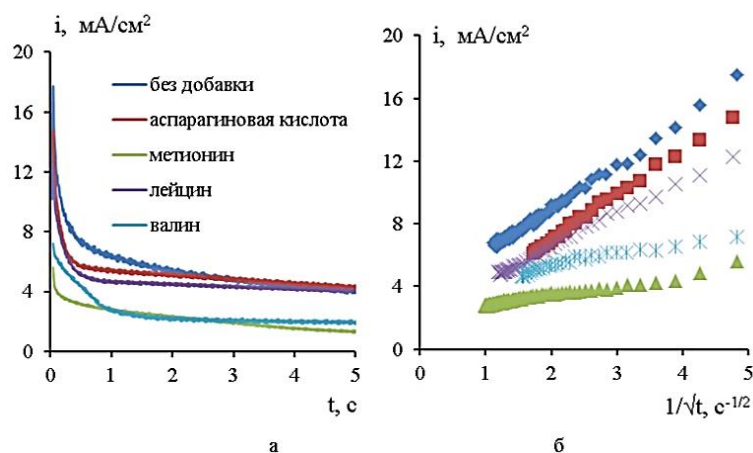 i, мА/см²
20
16
12
8
4
0
без добавки
аспарагиновая кислота
метионин
лейцин
валин
0 1 2 3 4 5
t, с
а
i, мА/см²
20
16
12
8
4
0
0 1 2 3 4 5
1/√t, с⁻¹/²
б